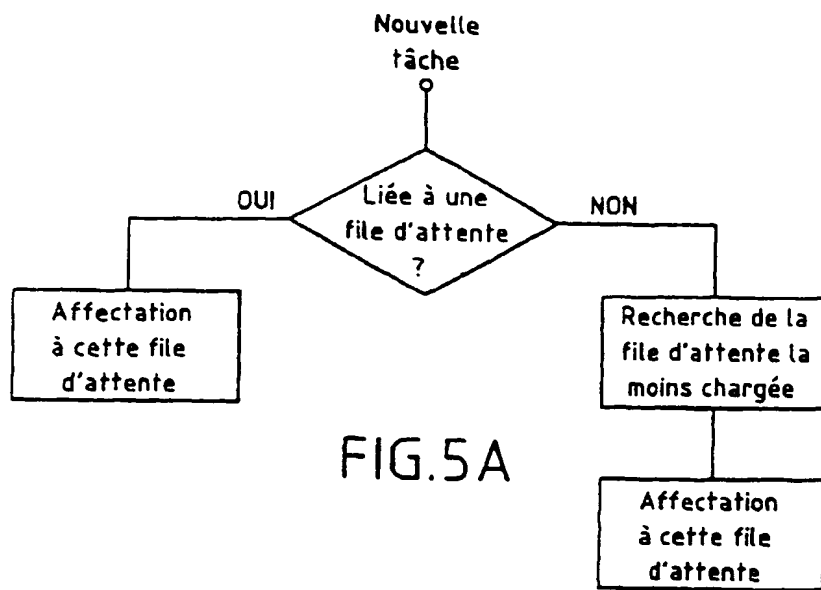 Nouvelle
tâche
OUI
Liée à une
file d'attente
?
NON
Affectation
à cette file
d'attente
Recherche de la
file d'attente la
moins chargée
FIG.5A
Affectation
à cette file
d'attente